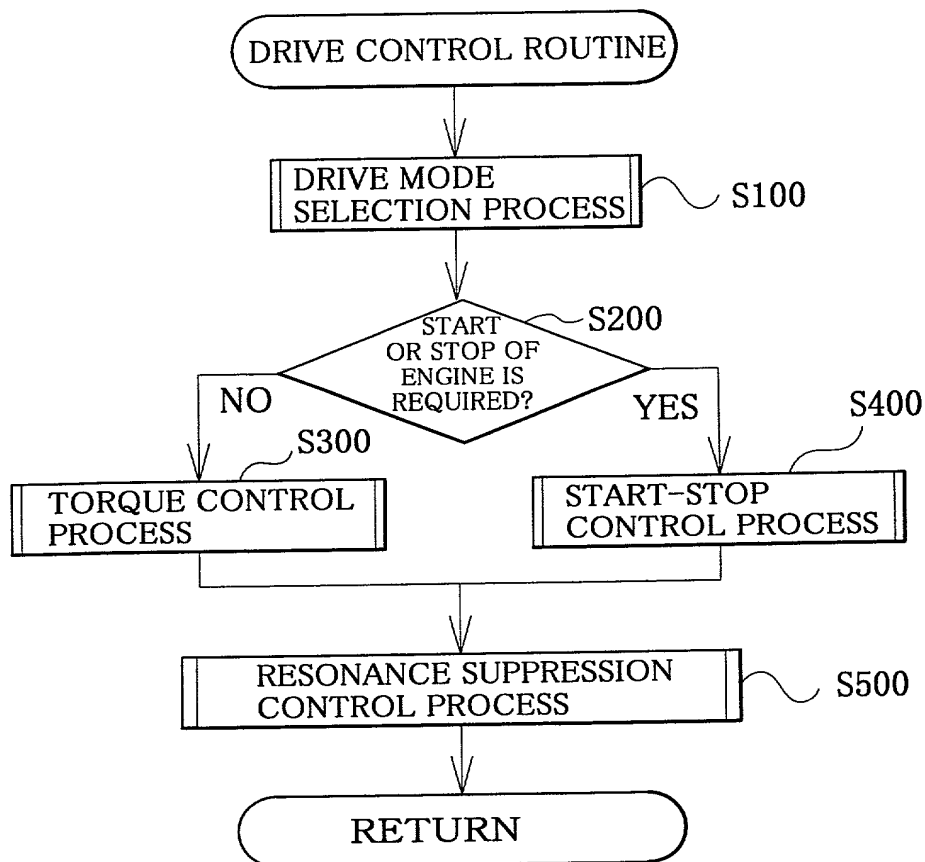 DRIVE CONTROL ROUTINE
DRIVE MODE
SELECTION PROCESS
S100
START
OR STOP OF
ENGINE IS
REQUIRED?
S200
NO
YES
S300
TORQUE CONTROL
PROCESS
S400
START-STOP
CONTROL PROCESS
RESONANCE SUPPRESSION
CONTROL PROCESS
S500
RETURN